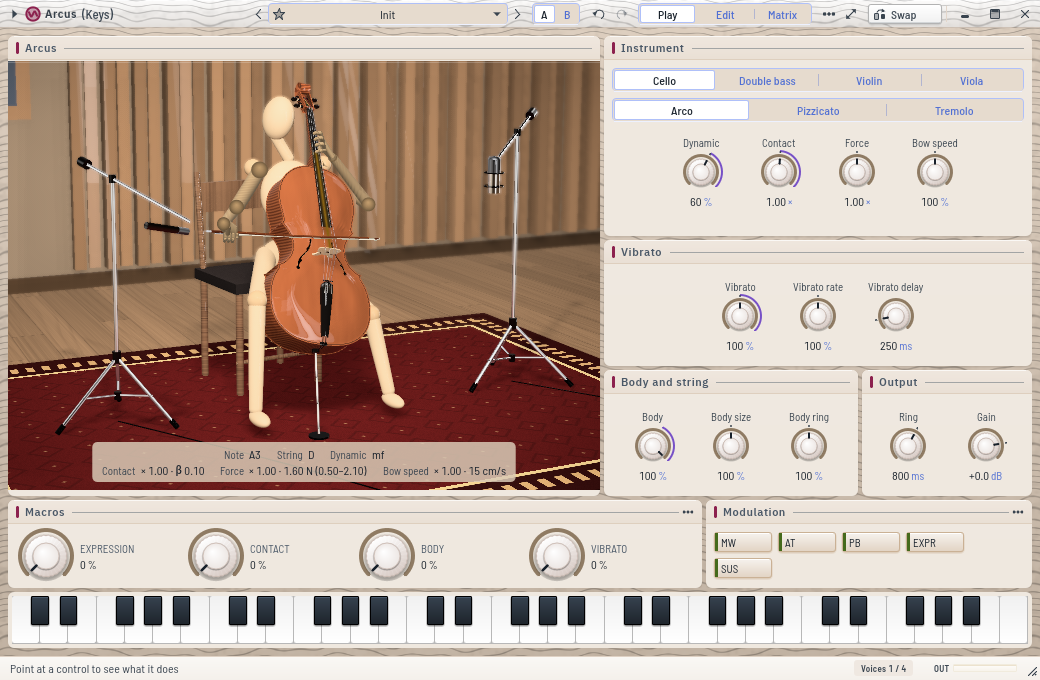 Arcus (Keys)
Init
A B
Play Edit Matrix
Swap
Arcus
Note A3 String D Dynamic mf
Contact × 1.00 · β 0.10 Force × 1.00 · 1.60 N (0.50–2.10) Bow speed × 1.00 · 15 cm/s
Instrument
Cello Double bass Violin Viola
Arco Pizzicato Tremolo
Dynamic Contact Force Bow speed
60 % 1.00 × 1.00 × 100 %
Vibrato
Vibrato Vibrato rate Vibrato delay
100 % 100 % 250 ms
Body and string
Body Body size Body ring
100 % 100 % 100 %
Output
Ring Gain
800 ms +0.0 dB
Macros
EXPRESSION
0 %
CONTACT
0 %
BODY
0 %
VIBRATO
0 %
Modulation
MW AT PB EXPR
SUS
Point at a control to see what it does
Voices 1 / 4 OUT